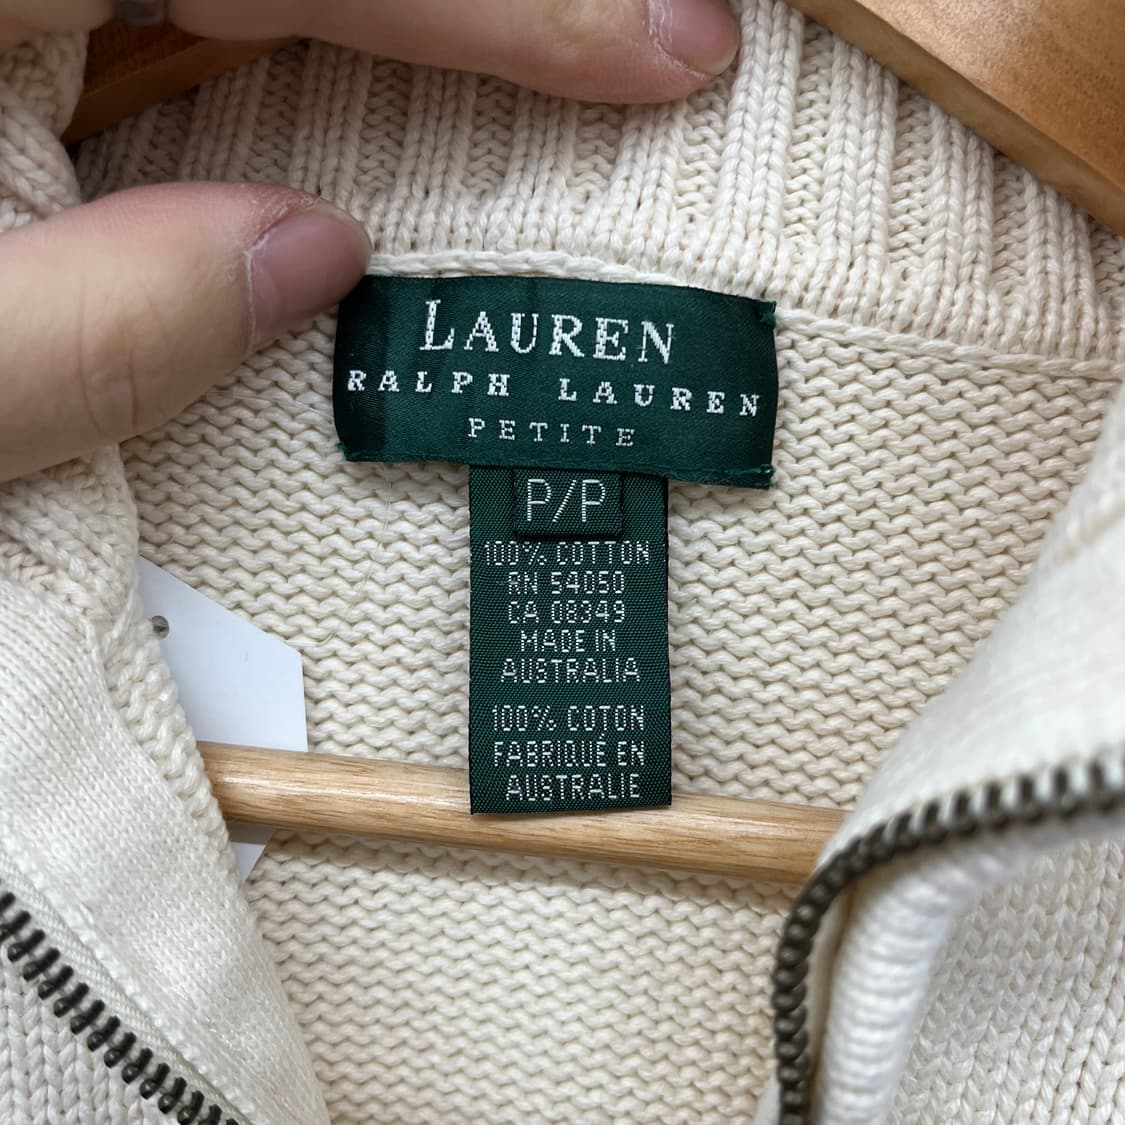 LAUREN
RALPH LAUREN
PETITE
P/P
100% COTTON
RN 54050
CA 08349
MADE IN
AUSTRALIA
100% COTON
FABRIQUÉ EN
AUSTRALIE